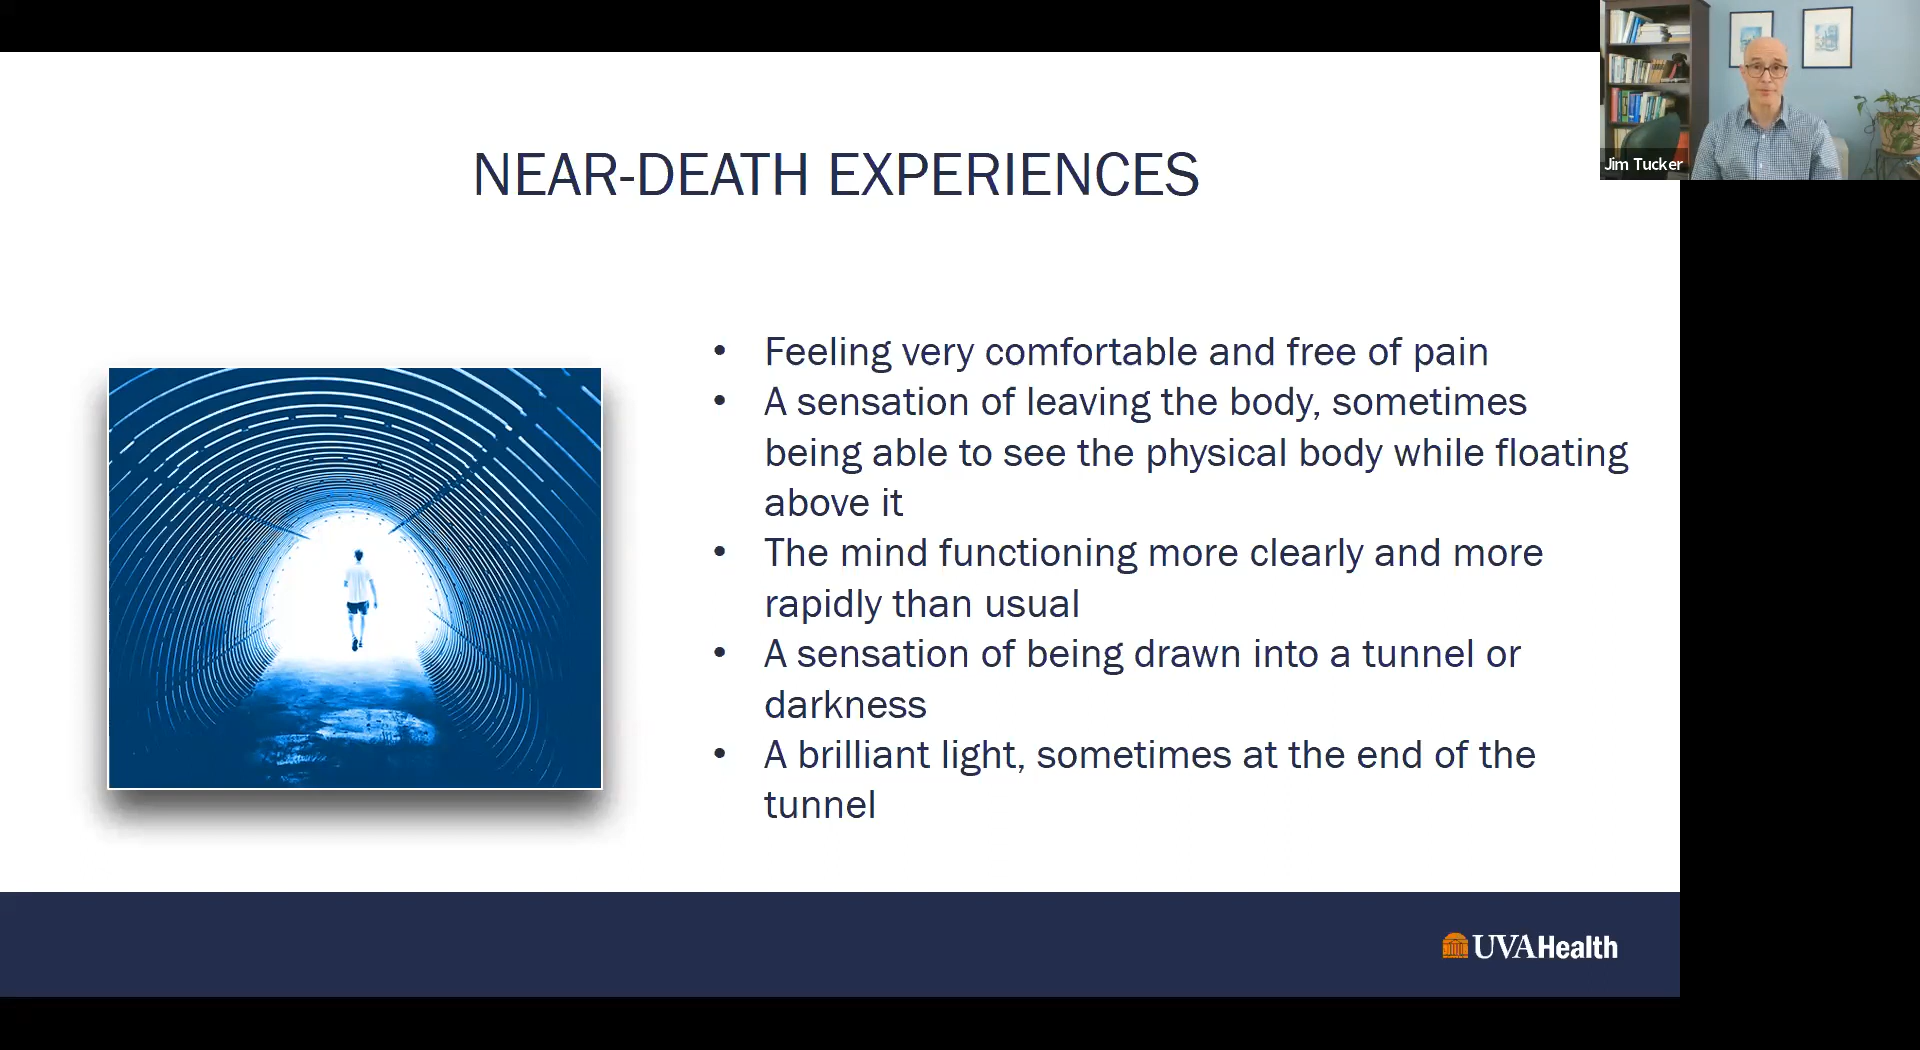 Jim Tucker
NEAR-DEATH EXPERIENCES
• Feeling very comfortable and free of pain
• A sensation of leaving the body, sometimes
being able to see the physical body while floating
above it
• The mind functioning more clearly and more
rapidly than usual
• A sensation of being drawn into a tunnel or
darkness
• A brilliant light, sometimes at the end of the
tunnel
UVAHealth